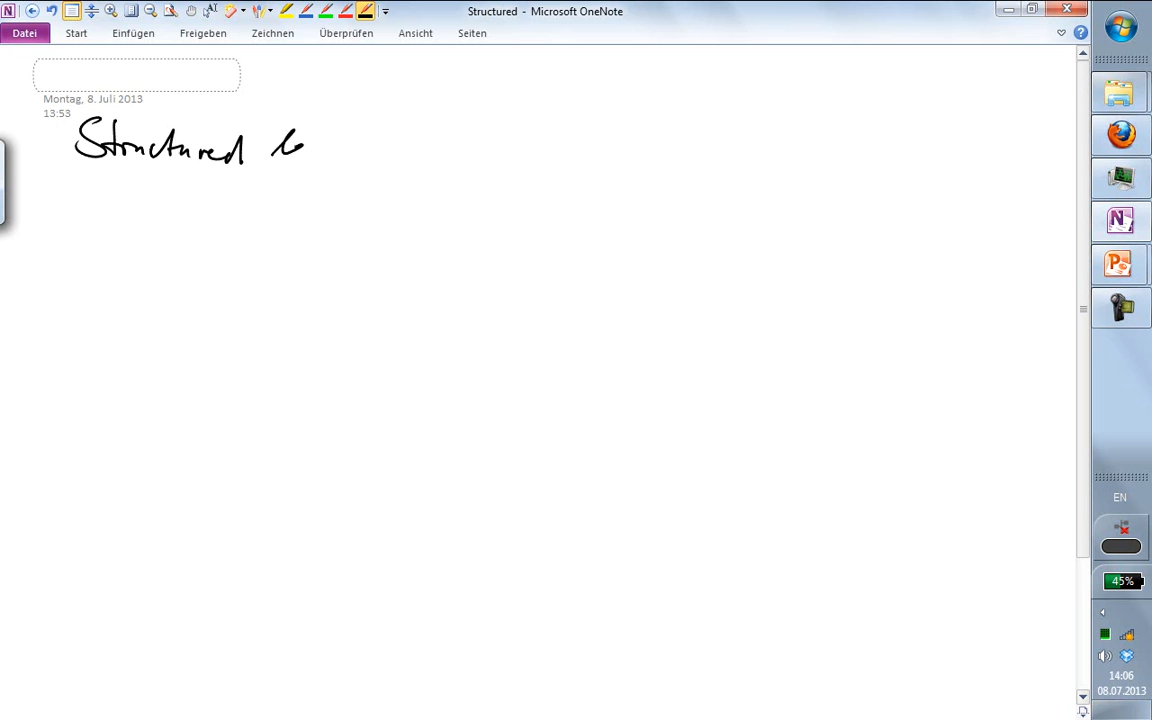 Structured - Microsoft OneNote
Datei Start Einfügen Freigeben Zeichnen Überprüfen Ansicht Seiten
Montag, 8. Juli 2013
13:53
Structured
EN
45%
14:06
08.07.2013